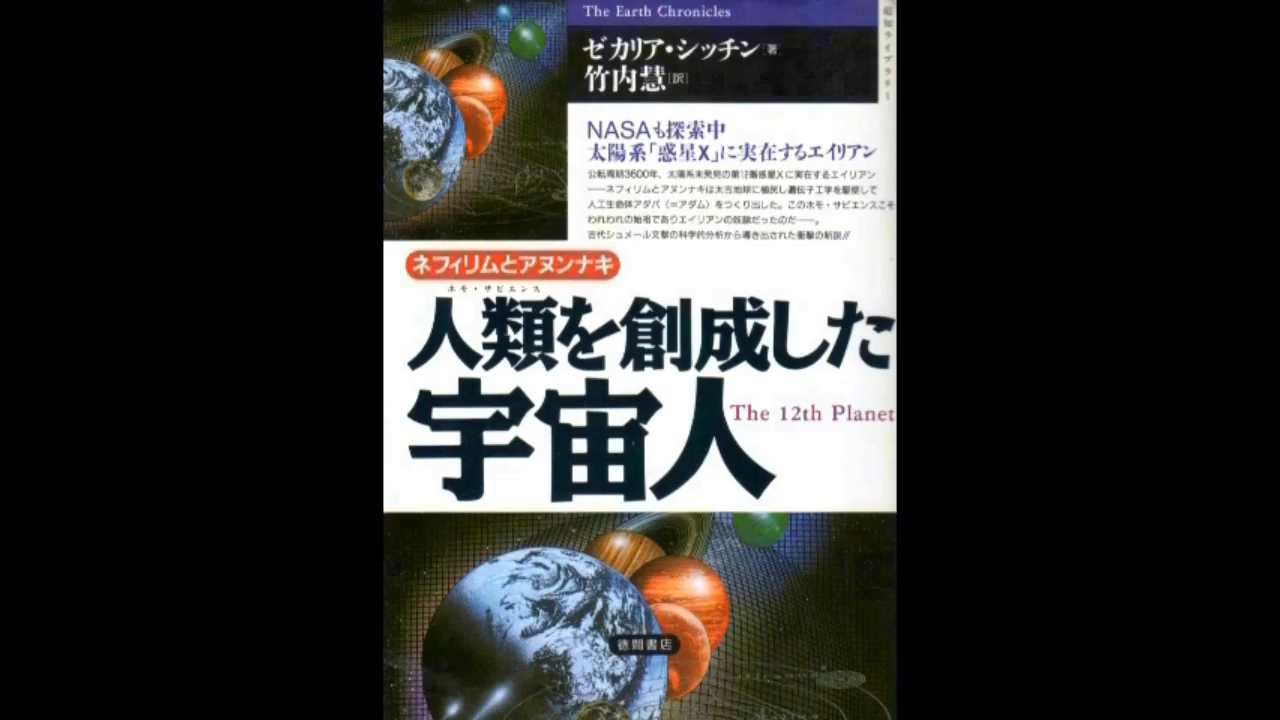 The Earth Chronicles
ゼカリア・シッチン[著]
竹内慧[訳]
超知ライブラリー
NASAも探索中
太陽系「惑星X」に実在するエイリアン
公転周期3600年、太陽系未発見の第12番惑星Xに実在するエイリアン
――ネフィリムとアヌンナキは太古地球に植民し遺伝子工学を駆使して
人工生命体アダパ(=アダム)をつくり出した。このホモ・サピエンスこそ
われわれの始祖でありエイリアンの奴隷だったのだ――。
古代シュメール文献の科学的分析から導き出された衝撃の新説!!
ネフィリムとアヌンナキ
ホモ・サピエンス
人類を創成した
宇宙人
The 12th Planet
徳間書店